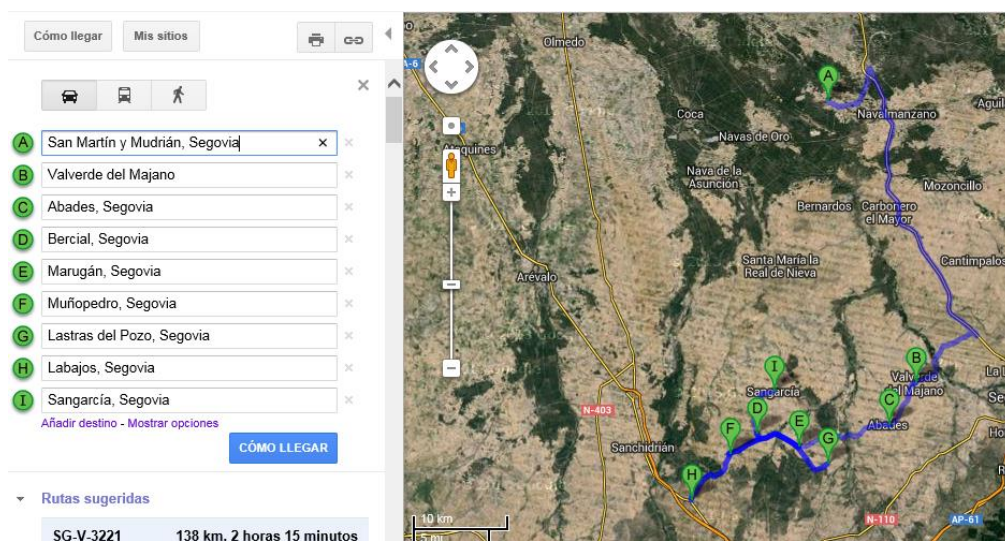 Cómo llegar
Mis sitios
A San Martín y Mudrián, Segovia
B Valverde del Majano
C Abades, Segovia
D Bercial, Segovia
E Marugán, Segovia
F Muñopedro, Segovia
G Lastras del Pozo, Segovia
H Labajos, Segovia
I Sangarcía, Segovia
Añadir destino - Mostrar opciones
CÓMO LLEGAR
Rutas sugeridas
SG-V-3221 138 km, 2 horas 15 minutos
Olmedo
A-6
A
Coca
Navalmanzano
Navas de Oro
Nava de la
Asunción
Mozoncillo
Bernardos
Carbonero
el Mayor
Cantimpalos
Santa María la
Real de Nieva
Arévalo
I
B
Sangarcía
Valverde
del Majano
N-403
D
C
F
E
Abades
Sanchidrián
G
H
10 km
5 mi
N-110
AP-61